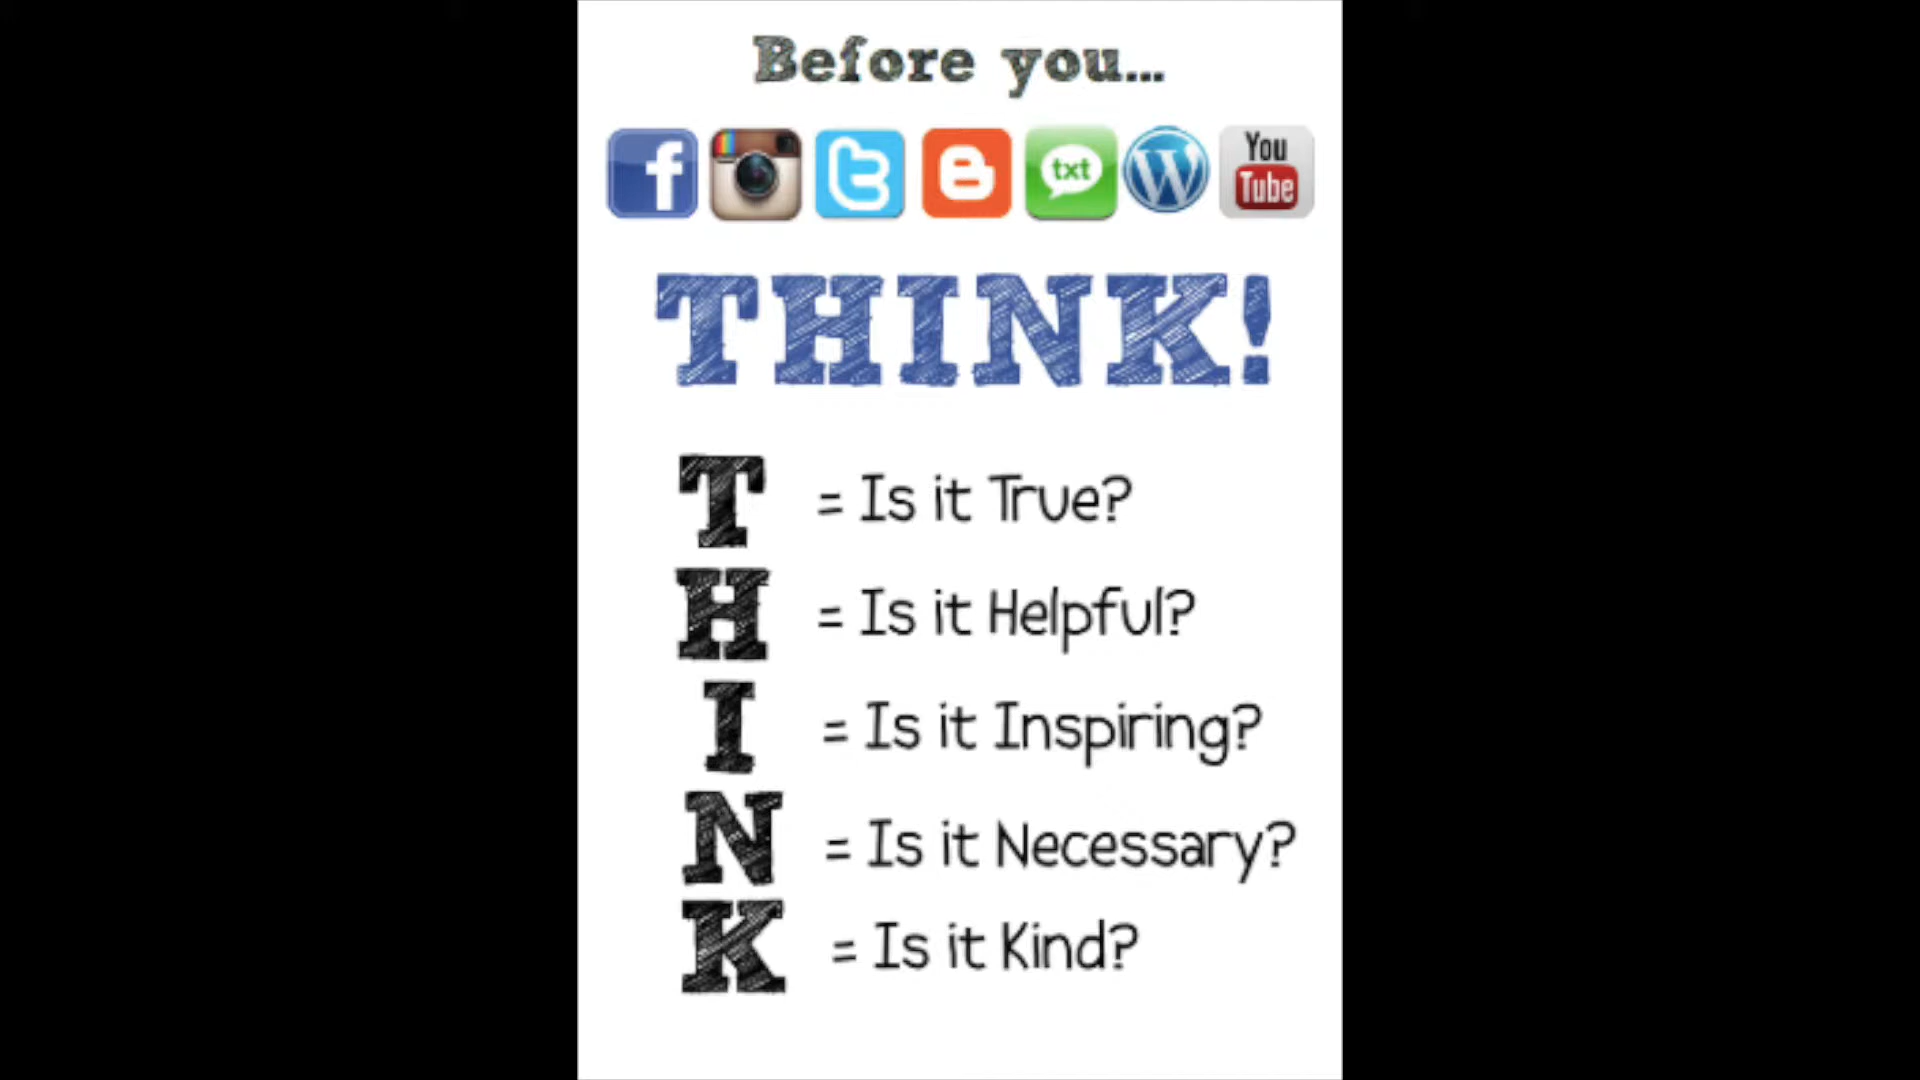 Before you...
f t B txt W You Tube
THINK!
T = Is it True?
H = Is it Helpful?
I = Is it Inspiring?
N = Is it Necessary?
K = Is it Kind?